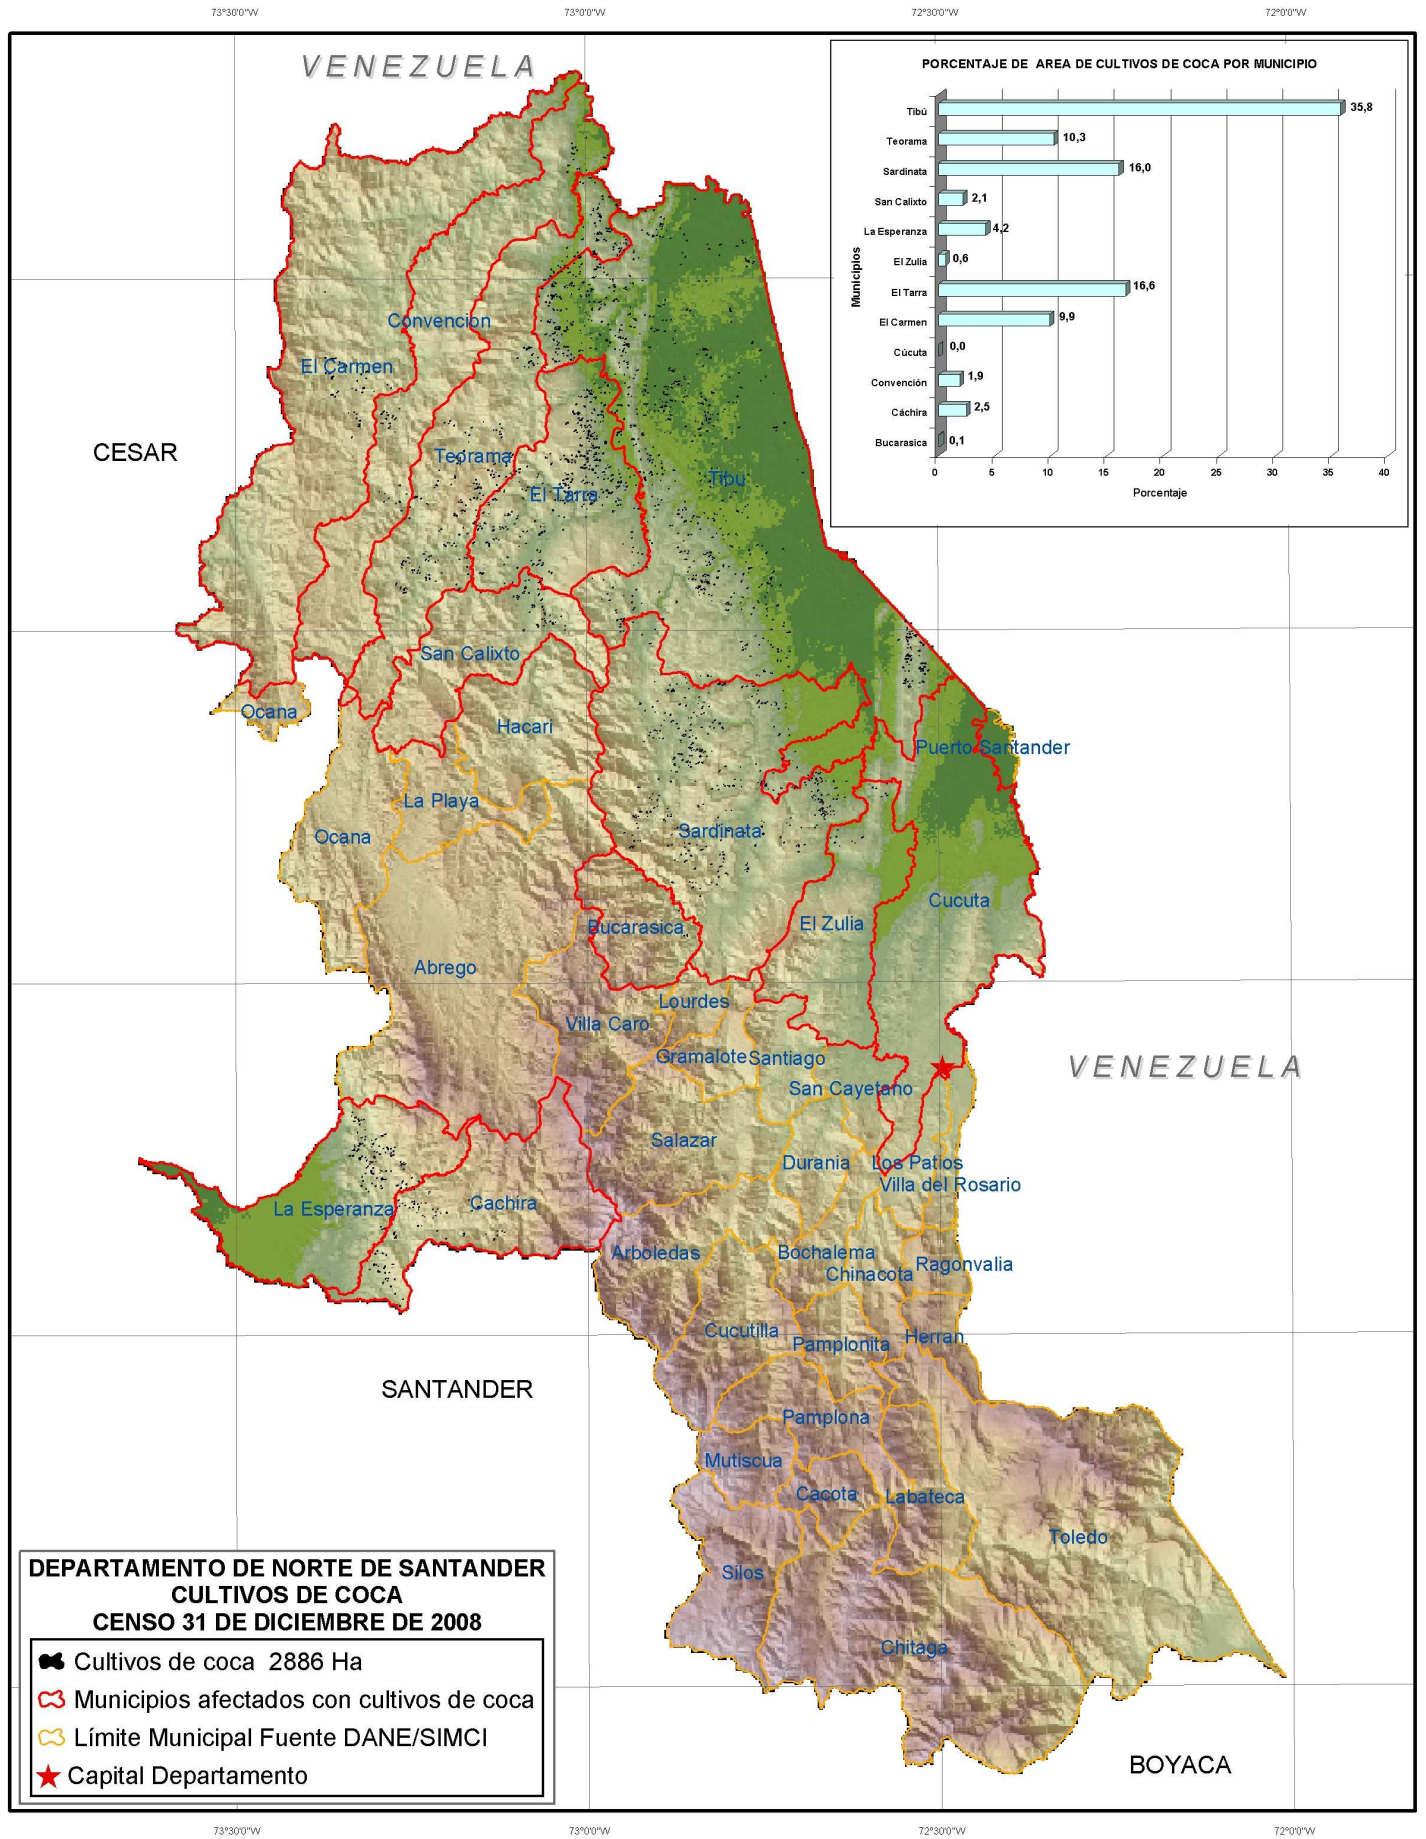 73°30'0"W
73°0'0"W
72°30'0"W
72°0'0"W
VENEZUELA
PORCENTAJE DE AREA DE CULTIVOS DE COCA POR MUNICIPIO
Municipios
Tibú
35,8
Teorama
10,3
Sardinata
16,0
San Calixto
2,1
La Esperanza
4,2
El Zulia
0,6
El Tarra
16,6
El Carmen
9,9
Cúcuta
0,0
Convención
1,9
Cáchira
2,5
Bucarasica
0,1
0
5
10
15
20
25
30
35
40
Porcentaje
Convencion
El Carmen
CESAR
Teorama
Tibu
El Tarra
San Calixto
Ocana
Hacari
Puerto Santander
La Playa
Ocana
Sardinata
Cucuta
El Zulia
Bucarasica
Abrego
Lourdes
Villa Caro
Gramalote
Santiago
VENEZUELA
San Cayetano
Salazar
Durania
Los Patios
Villa del Rosario
La Esperanza
Cachira
Arboledas
Bochalema
Ragonvalia
Chinacota
Cucutilla
Pamplonita
Herran
SANTANDER
Pamplona
Mutiscua
Cacota
Labateca
Toledo
Silos
Chitaga
BOYACA
DEPARTAMENTO DE NORTE DE SANTANDER
CULTIVOS DE COCA
CENSO 31 DE DICIEMBRE DE 2008
Cultivos de coca 2886 Ha
Municipios afectados con cultivos de coca
Límite Municipal Fuente DANE/SIMCI
Capital Departamento
73°30'0"W
73°0'0"W
72°30'0"W
72°0'0"W